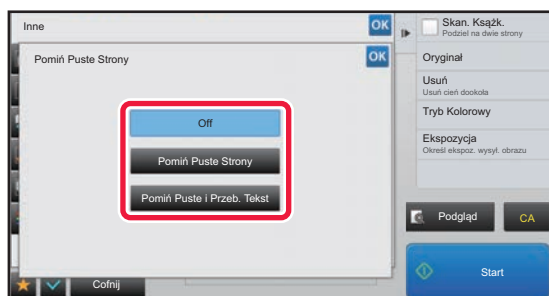 Inne
OK
Pomiń Puste Strony
OK
Off
Pomiń Puste Strony
Pomiń Puste i Przeb. Tekst
Cofnij
Skan. Książk.
Podziel na dwie strony
Oryginał
Usuń
Usuń cień dookoła
Tryb Kolorowy
Ekspozycja
Określ ekspoz. wysył. obrazu
Podgląd
CA
Start